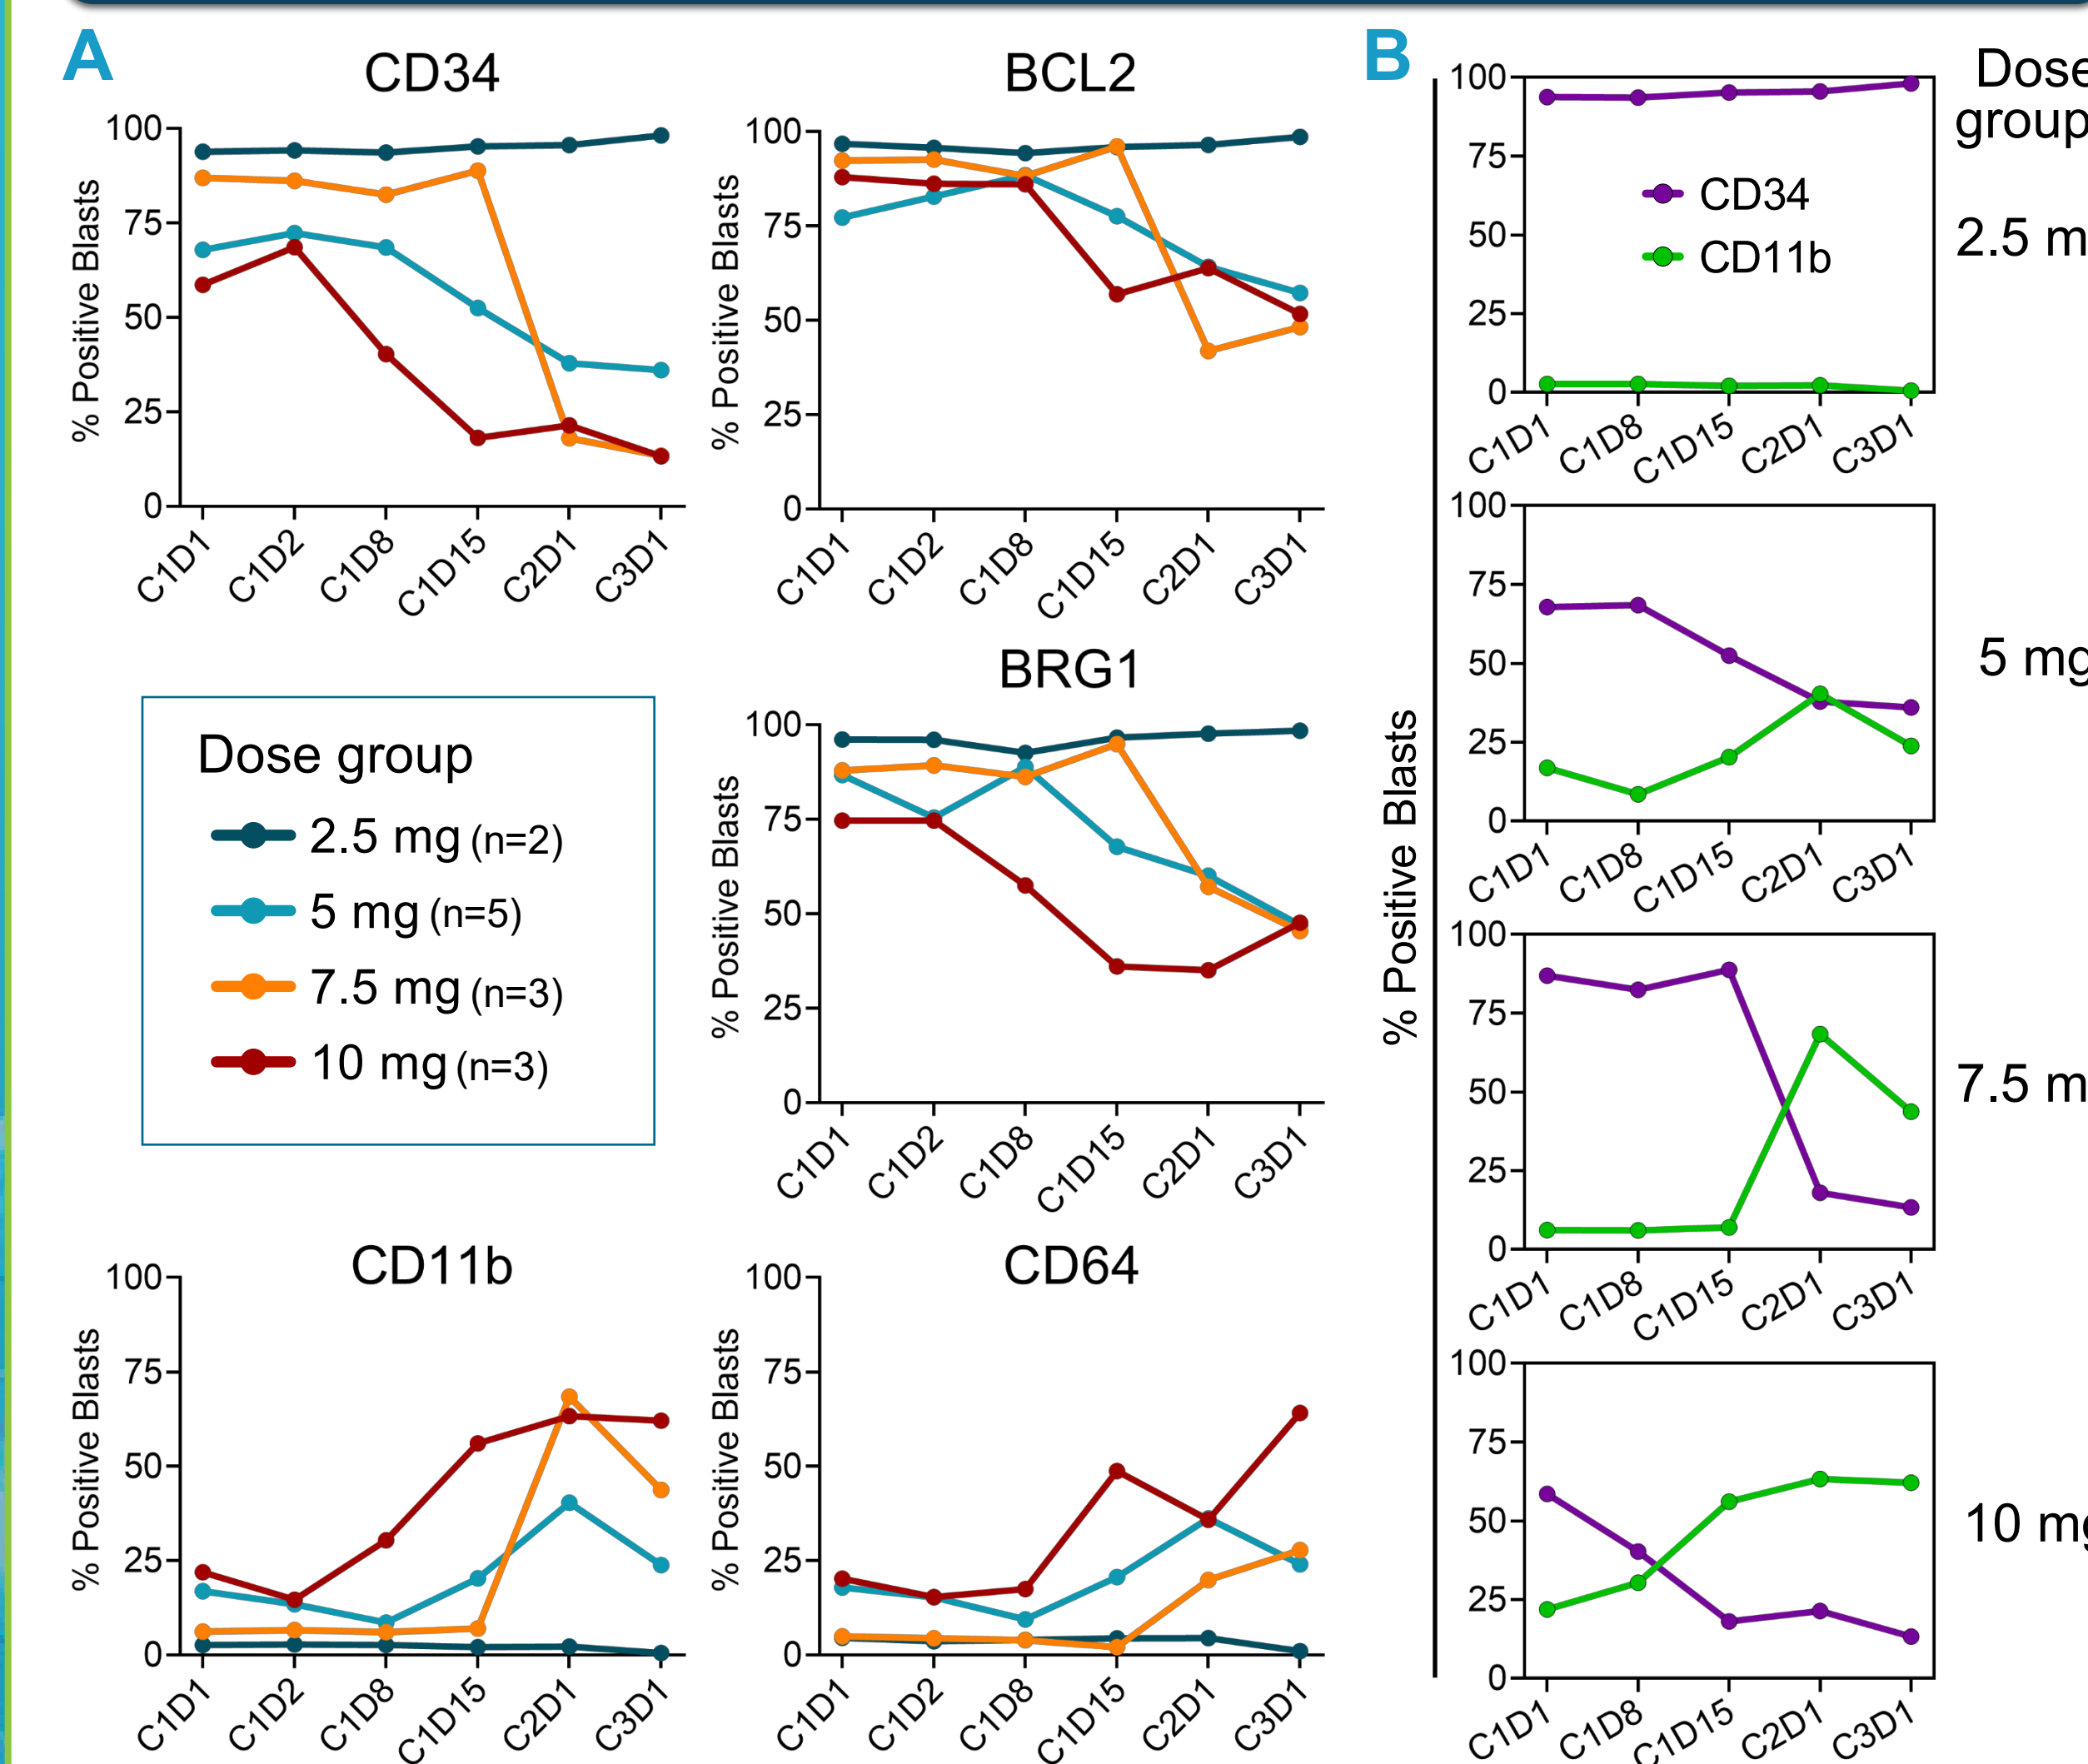 A
CD34
% Positive Blasts
100
75
50
25
0
C1D1
C1D2
C1D8
C1D15
C2D1
C3D1
BCL2
% Positive Blasts
100
75
50
25
0
C1D1
C1D2
C1D8
C1D15
C2D1
C3D1
Dose group
2.5 mg (n=2)
5 mg (n=5)
7.5 mg (n=3)
10 mg (n=3)
BRG1
% Positive Blasts
100
75
50
25
0
C1D1
C1D2
C1D8
C1D15
C2D1
C3D1
CD11b
% Positive Blasts
100
75
50
25
0
C1D1
C1D2
C1D8
C1D15
C2D1
C3D1
CD64
% Positive Blasts
100
75
50
25
0
C1D1
C1D2
C1D8
C1D15
C2D1
C3D1
B
% Positive Blasts
Dose
group
100
75
50
25
0
CD34
CD11b
C1D1
C1D8
C1D15
C2D1
C3D1
2.5 m
100
75
50
25
0
C1D1
C1D8
C1D15
C2D1
C3D1
5 mg
100
75
50
25
0
C1D1
C1D8
C1D15
C2D1
C3D1
7.5 m
100
75
50
25
0
C1D1
C1D8
C1D15
C2D1
C3D1
10 mg